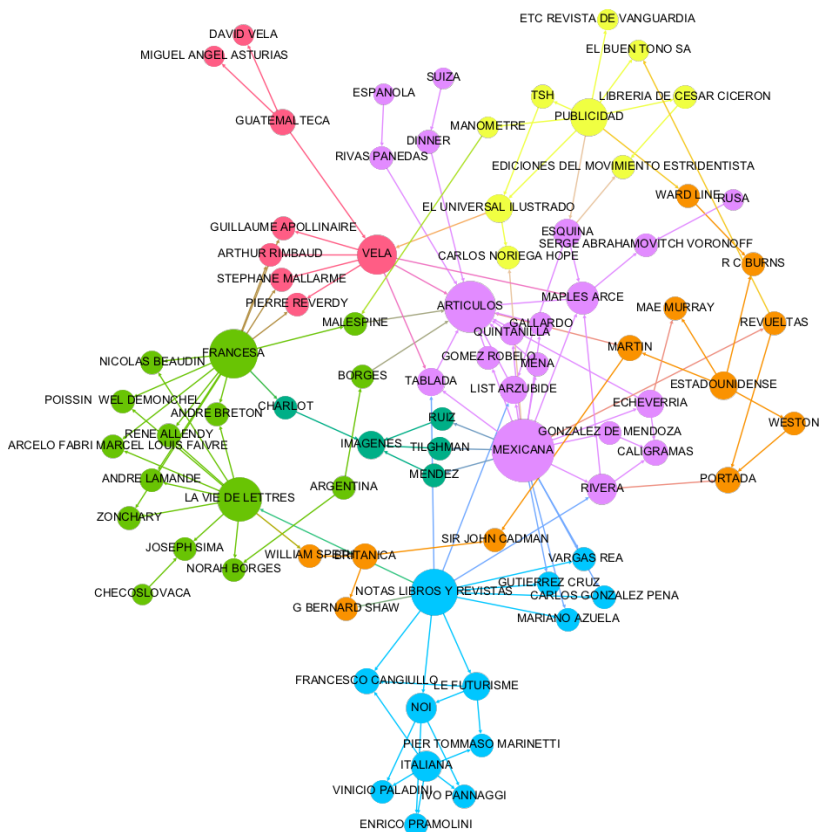 ETC REVISTA DE VANGUARDIA
DAVID VELA
EL BUEN TONO SA
MIGUEL ANGEL ASTURIAS
SUIZA
ESPANOLA
TSH
LIBRERIA DE CESAR CICERON
PUBLICIDAD
GUATEMALTECA
MANOMETRE
DINNER
RIVAS PANEDAS
EDICIONES DEL MOVIMIENTO ESTRIDENTISTA
WARD LINE
RUSA
EL UNIVERSAL ILUSTRADO
GUILLAUME APOLLINAIRE
ESQUINA
SERGE ABRAHAMOVITCH VORONOFF
ARTHUR RIMBAUD
VELA
CARLOS NORIEGA HOPE
R C BURNS
STEPHANE MALLARME
PIERRE REVERDY
ARTICULOS
MAPLES ARCE
MAE MURRAY
MALESPINE
GALLARDO
REVUELTAS
QUINTANILLA
FRANCESA
MARTIN
NICOLAS BEAUDIN
GOMEZ ROBELO
MENA
BORGES
TABLADA
LIST ARZUBIDE
ESTADOUNIDENSE
POISSIN
WEL DEMONCHEL
CHARLOT
ECHEVERRIA
ANDRE BRETON
RUIZ
WESTON
RENE ALLENDY
GONZALEZ DE MENDOZA
ARCELO FABRI
MARCEL LOUIS FAIVRE
IMAGENES
TILGHMAN
MEXICANA
CALIGRAMAS
ANDRE LAMANDE
ARGENTINA
MENDEZ
RIVERA
PORTADA
LA VIE DE LETTRES
ZONCHARY
SIR JOHN CADMAN
JOSEPH SIMA
WILLIAM SPERI
BRITANICA
VARGAS REA
NORAH BORGES
CHECOSLOVACA
NOTAS LIBROS Y REVISTAS
GUTIERREZ CRUZ
CARLOS GONZALEZ PENA
G BERNARD SHAW
MARIANO AZUELA
FRANCESCO CANGIULLO
LE FUTURISME
NOI
PIER TOMMASO MARINETTI
ITALIANA
VINICIO PALADINI
IVO PANNAGGI
ENRICO PRAMOLINI